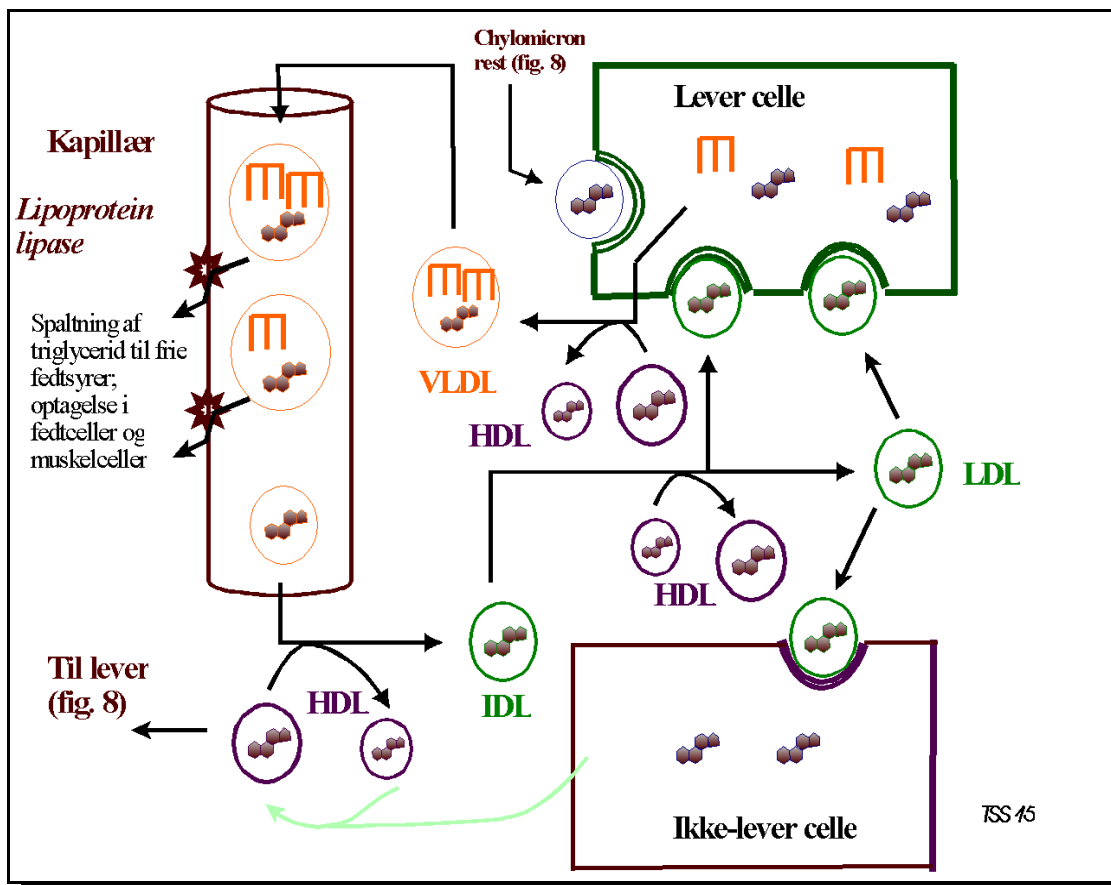 Chylomicron
rest (fig. 8)
Lever celle
Kapillær
Lipoprotein
lipase
Spaltning af
triglycerid til frie
fedtsyrer;
optagelse i
fedtceller og
muskelceller
VLDL
HDL
LDL
HDL
Til lever
(fig. 8)
HDL
IDL
Ikke-lever celle
TSS 45